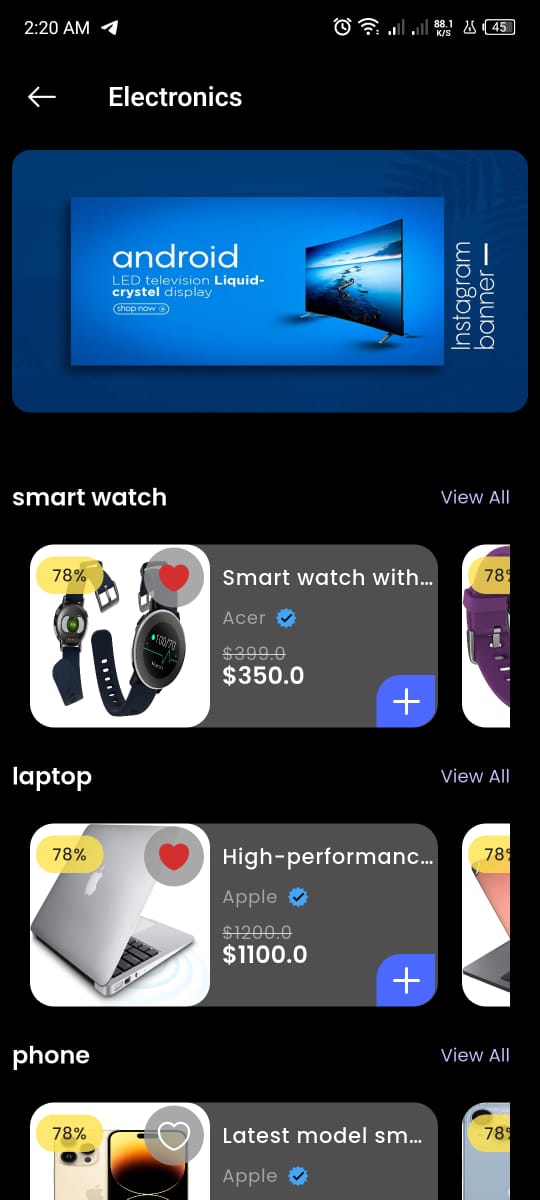 2:20 AM
88.1
K/S
45
Electronics
android
LED television Liquid-
crystel display
shop now
Instagram
banner
smart watch
View All
78%
100/70
Smart watch with...
Acer
$399.0
$350.0
78
laptop
View All
78%
High-performanc...
Apple
$1200.0
$1100.0
78
phone
View All
78%
Latest model sm...
Apple
78